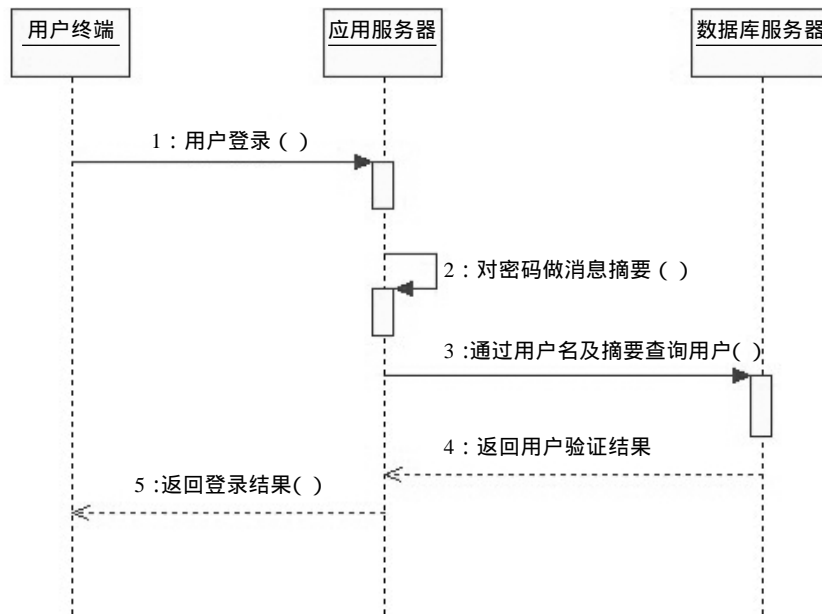 用户终端
应用服务器
数据库服务器
1：用户登录（ ）
2：对密码做消息摘要（ ）
3 :通过用户名及摘要查询用户( )
4：返回用户验证结果
5 :返回登录结果( )